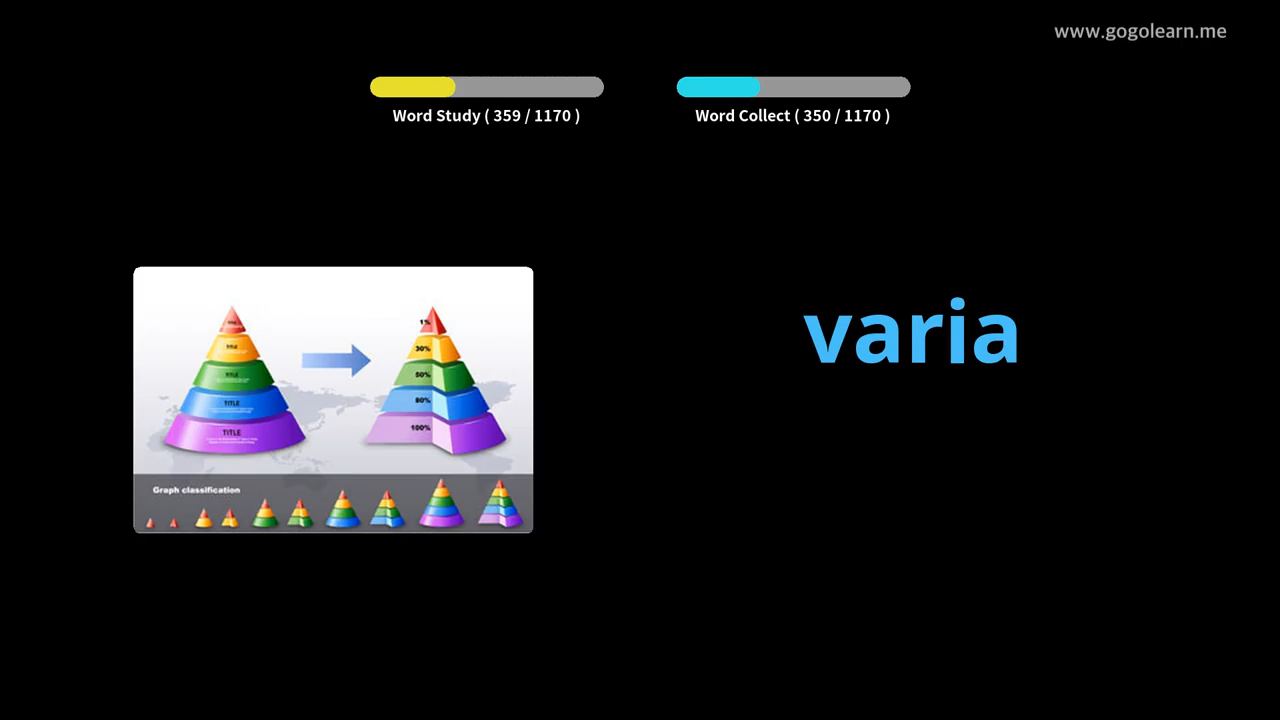 www.gogolearn.me
Word Study ( 359 / 1170 )
Word Collect ( 350 / 1170 )
varia
TITLE
TITLE
TITLE
TITLE
1%
30%
50%
80%
100%
Graph classification